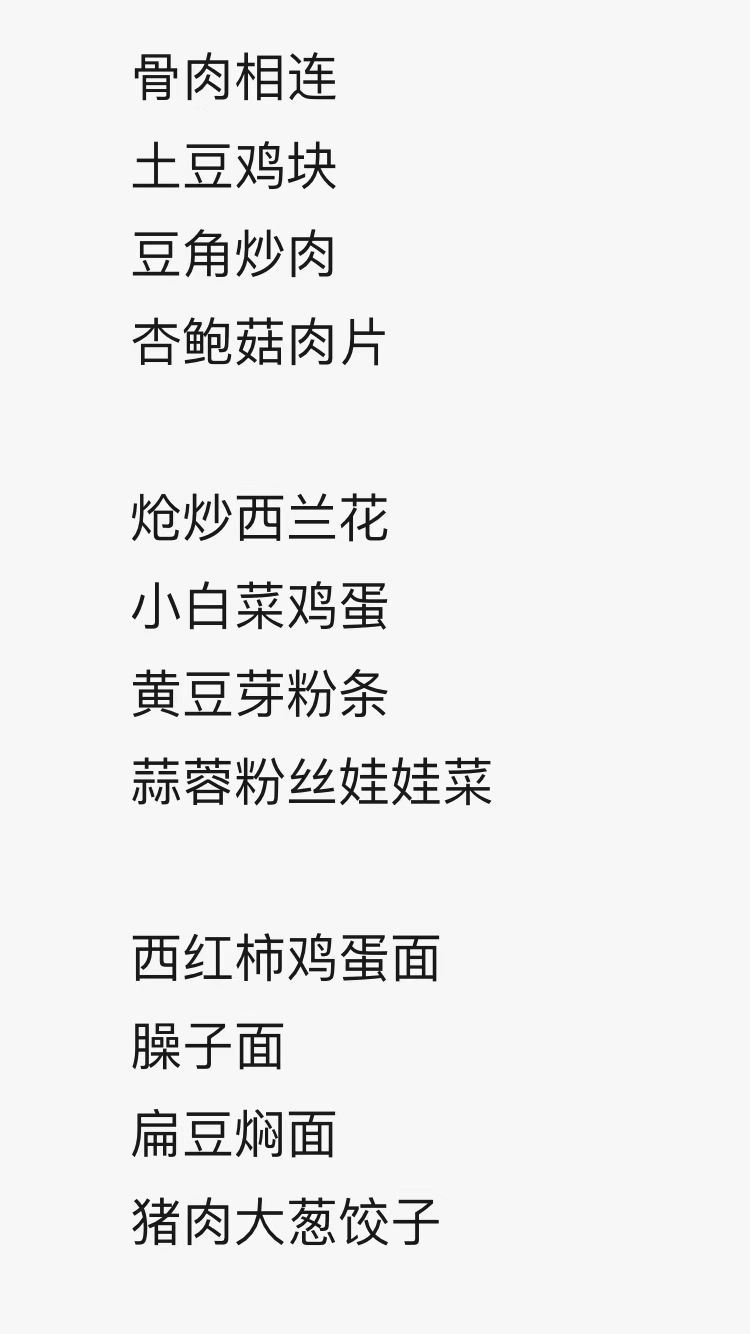 骨肉相连
土豆鸡块
豆角炒肉
杏鲍菇肉片
炝炒西兰花
小白菜鸡蛋
黄豆芽粉条
蒜蓉粉丝娃娃菜
西红柿鸡蛋面
臊子面
扁豆焖面
猪肉大葱饺子